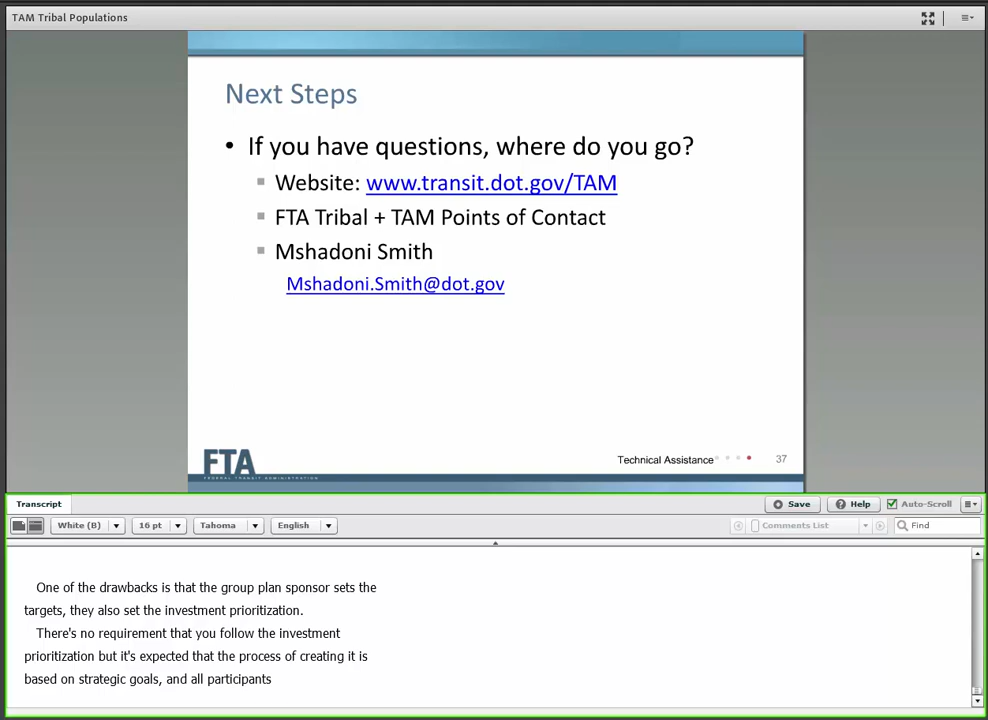 TAM Tribal Populations
Next Steps
• If you have questions, where do you go?
Website: www.transit.dot.gov/TAM
FTA Tribal + TAM Points of Contact
Mshadoni Smith
Mshadoni.Smith@dot.gov
FTA
FEDERAL TRANSIT ADMINISTRATION
Technical Assistance 37
Transcript Save Help Auto-Scroll
White (B) 16 pt Tahoma English Comments List Find
One of the drawbacks is that the group plan sponsor sets the
targets, they also set the investment prioritization.
There's no requirement that you follow the investment
prioritization but it's expected that the process of creating it is
based on strategic goals, and all participants